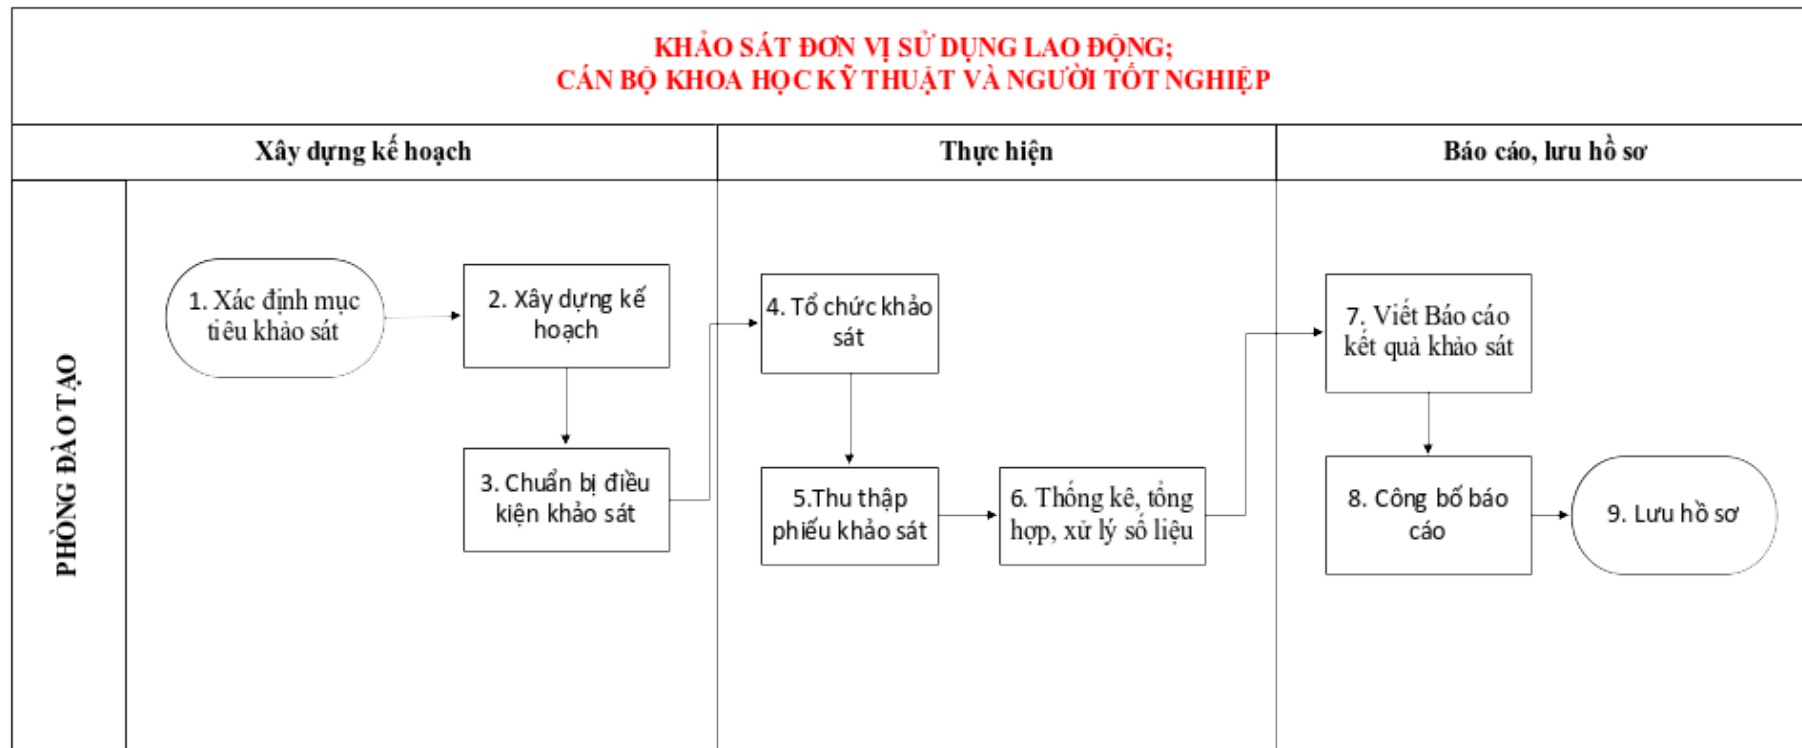 KHẢO SÁT ĐƠN VỊ SỬ DỤNG LAO ĐỘNG;
CÁN BỘ KHOA HỌC KỸ THUẬT VÀ NGƯỜI TỐT NGHIỆP
Xây dựng kế hoạch
Thực hiện
Báo cáo, lưu hồ sơ
PHÒNG ĐÀO TẠO
1. Xác định mục
tiêu khảo sát
2. Xây dựng kế
hoạch
3. Chuẩn bị điều
kiện khảo sát
4. Tổ chức khảo
sát
5.Thu thập
phiếu khảo sát
6. Thống kê, tổng
hợp, xử lý số liệu
7. Viết Báo cáo
kết quả khảo sát
8. Công bố báo
cáo
9. Lưu hồ sơ